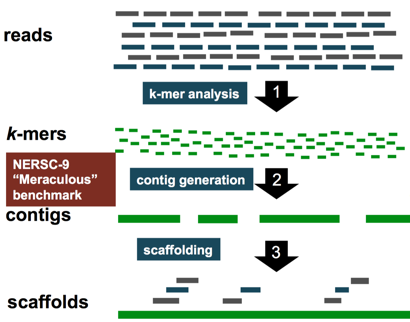 reads
k-mer analysis
1
k-mers
NERSC-9
“Meraculous”
benchmark
contig generation
2
contigs
scaffolding
3
scaffolds